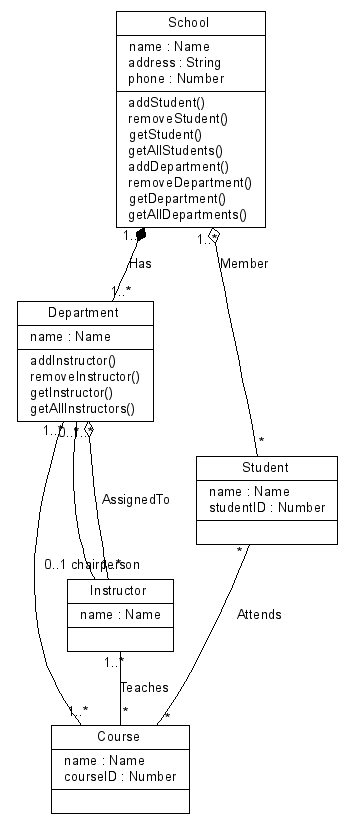 School
name : Name
address : String
phone : Number
addStudent()
removeStudent()
getStudent()
getAllStudents()
addDepartment()
removeDepartment()
getDepartment()
getAllDepartments()
1..*
Has
1..*
Member
1..*
Department
name : Name
addInstructor()
removeInstructor()
getInstructor()
getAllInstructors()
*
1..*
0..1
AssignedTo
Student
name : Name
studentID : Number
*
0..1 chairperson
1..*
Instructor
name : Name
Attends
1..*
Teaches
1..*
*
*
Course
name : Name
courseID : Number